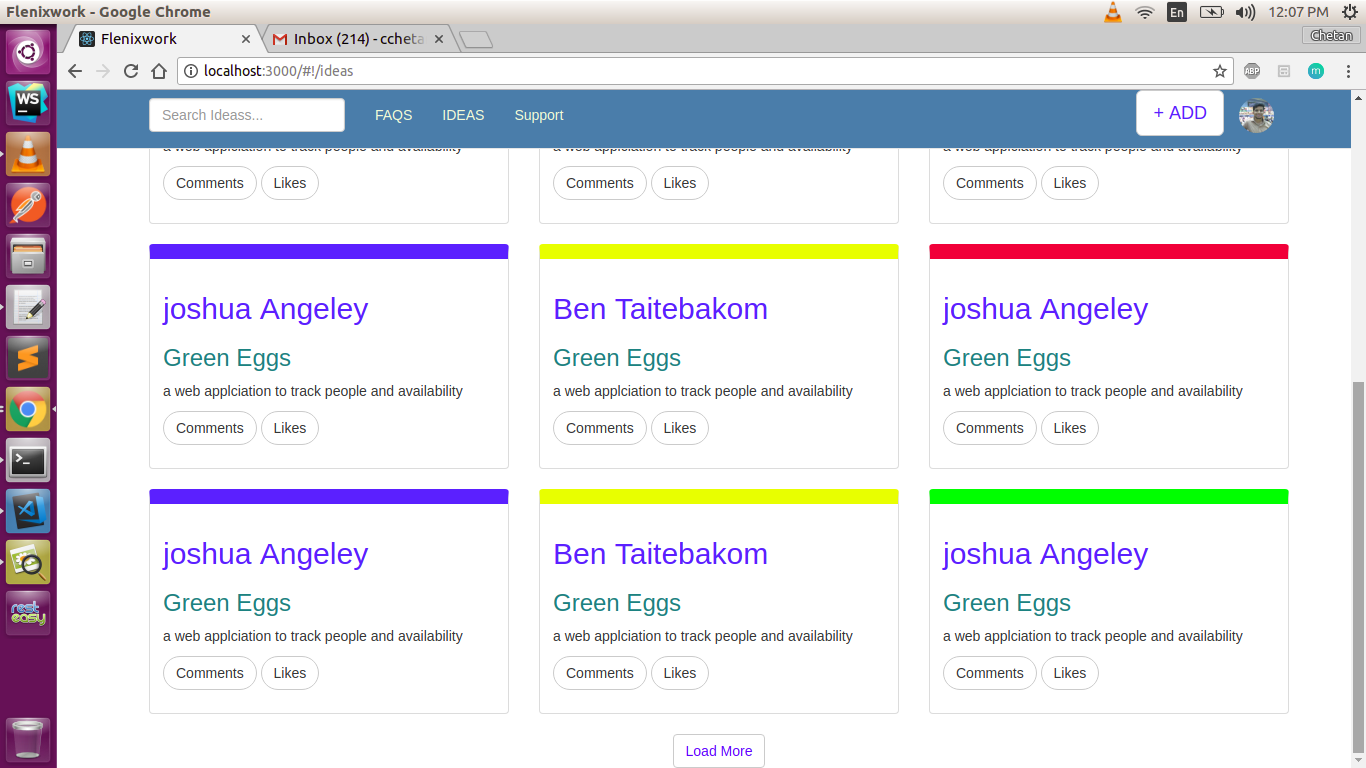 Flenixwork - Google Chrome
En
12:07 PM
Flenixwork
Inbox (214) - ccheta
Chetan
localhost:3000/#!/ideas
ABP
m
Search Ideass...
FAQS
IDEAS
Support
+ ADD
a web applciation to track people and availability
a web applciation to track people and availability
a web applciation to track people and availability
Comments Likes
Comments Likes
Comments Likes
joshua Angeley
Green Eggs
a web applciation to track people and availability
Comments Likes
Ben Taitebakom
Green Eggs
a web applciation to track people and availability
Comments Likes
joshua Angeley
Green Eggs
a web applciation to track people and availability
Comments Likes
joshua Angeley
Green Eggs
a web applciation to track people and availability
Comments Likes
Ben Taitebakom
Green Eggs
a web applciation to track people and availability
Comments Likes
joshua Angeley
Green Eggs
a web applciation to track people and availability
Comments Likes
Load More
WS
rest
easy